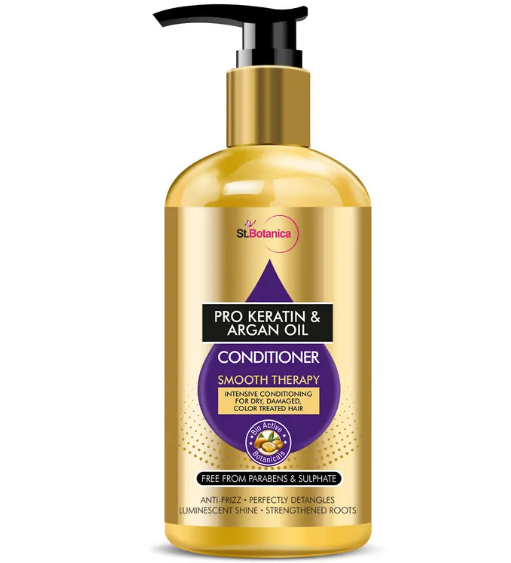 St.Botanica
PRO KERATIN &
ARGAN OIL
CONDITIONER
SMOOTH THERAPY
INTENSIVE CONDITIONING
FOR DRY, DAMAGED,
COLOR TREATED HAIR
Bio Active
Botanicals
FREE FROM PARABENS & SULPHATE
ANTI-FRIZZ • PERFECTLY DETANGLES
LUMINESCENT SHINE • STRENGTHENED ROOTS